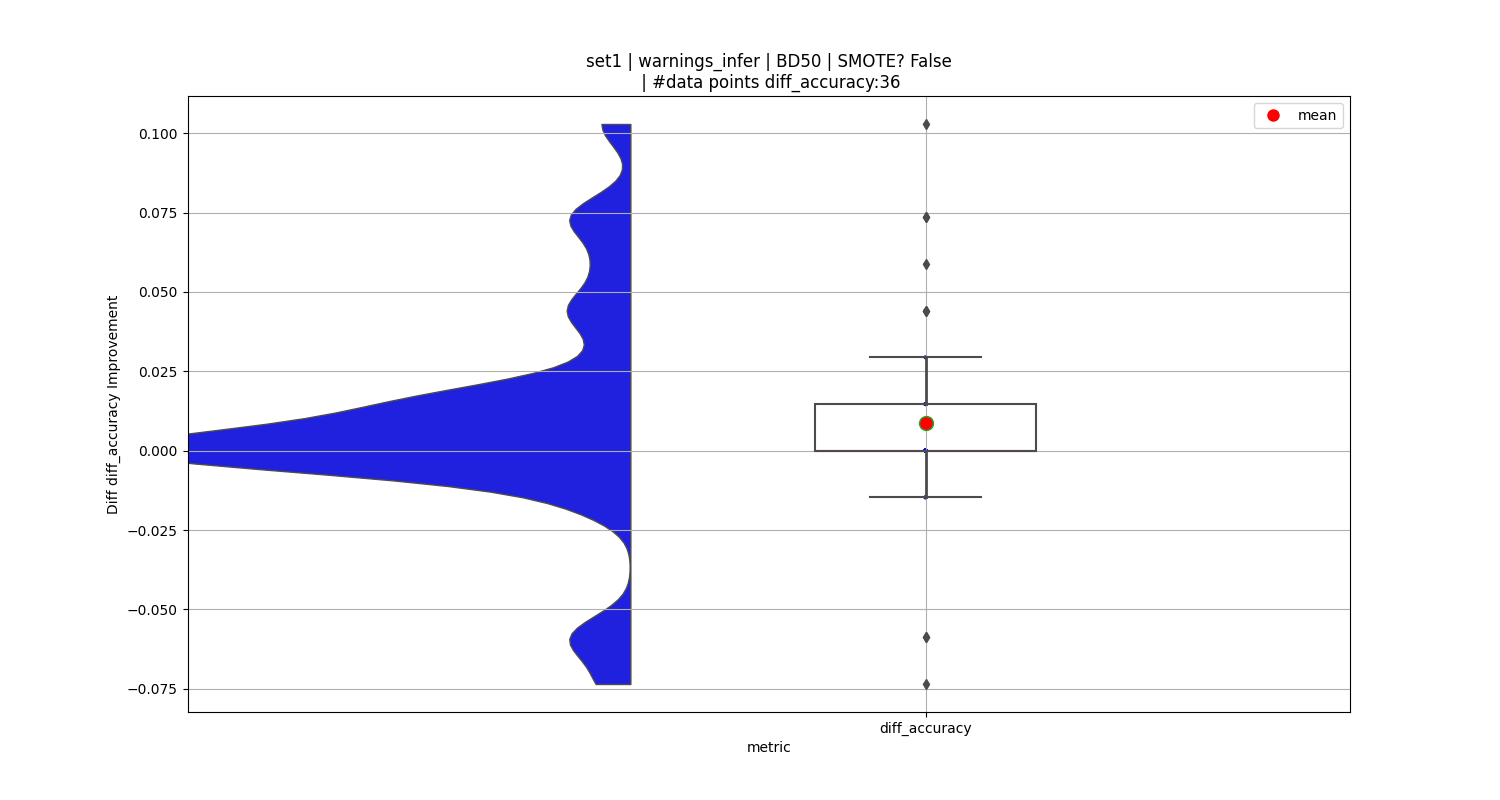 set1 | warnings_infer | BD50 | SMOTE? False
| #data points diff_accuracy:36
mean
0.100
0.075
0.050
0.025
0.000
−0.025
−0.050
−0.075
Diff diff_accuracy Improvement
diff_accuracy
metric